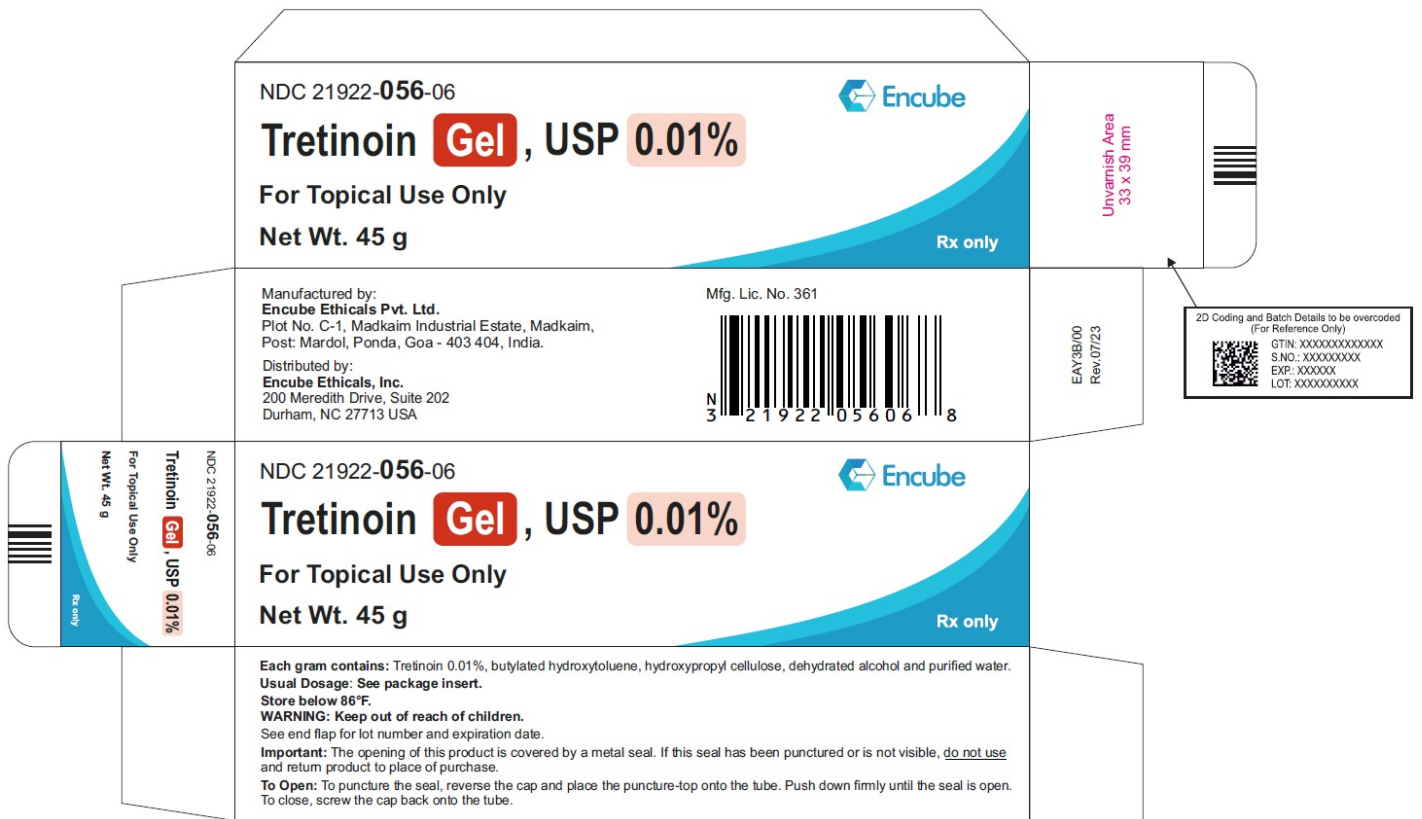 NDC 21922-056-06
Encube
Tretinoin Gel , USP 0.01%
For Topical Use Only
Net Wt. 45 g
Rx only
Unvarnish Area
33 x 39 mm
Manufactured by:
Encube Ethicals Pvt. Ltd.
Plot No. C-1, Madkaim Industrial Estate, Madkaim,
Post: Mardol, Ponda, Goa - 403 404, India.
Distributed by:
Encube Ethicals, Inc.
200 Meredith Drive, Suite 202
Durham, NC 27713 USA
Mfg. Lic. No. 361
N
3 21922 05606 8
EAY3B/00
Rev.07/23
2D Coding and Batch Details to be overcoded
(For Reference Only)
GTIN: XXXXXXXXXXXXX
S.NO.: XXXXXXXXX
EXP.: XXXXXX
LOT: XXXXXXXXXX
NDC 21922-056-06
Tretinoin Gel , USP 0.01%
For Topical Use Only
Net Wt. 45 g
Rx only
NDC 21922-056-06
Encube
Tretinoin Gel , USP 0.01%
For Topical Use Only
Net Wt. 45 g
Rx only
Each gram contains: Tretinoin 0.01%, butylated hydroxytoluene, hydroxypropyl cellulose, dehydrated alcohol and purified water.
Usual Dosage: See package insert.
Store below 86°F.
WARNING: Keep out of reach of children.
See end flap for lot number and expiration date.
Important: The opening of this product is covered by a metal seal. If this seal has been punctured or is not visible, do not use
and return product to place of purchase.
To Open: To puncture the seal, reverse the cap and place the puncture-top onto the tube. Push down firmly until the seal is open.
To close, screw the cap back onto the tube.